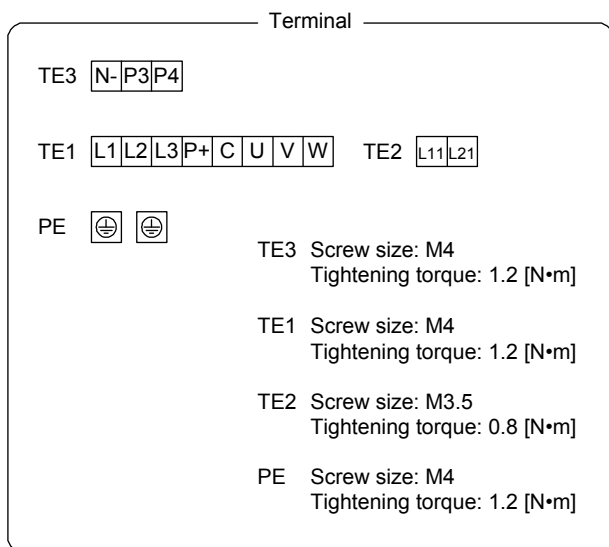 Terminal
TE3 N- P3 P4
TE1 L1 L2 L3 P+ C U V W TE2 L11 L21
PE
TE3 Screw size: M4
Tightening torque: 1.2 [N•m]
TE1 Screw size: M4
Tightening torque: 1.2 [N•m]
TE2 Screw size: M3.5
Tightening torque: 0.8 [N•m]
PE Screw size: M4
Tightening torque: 1.2 [N•m]